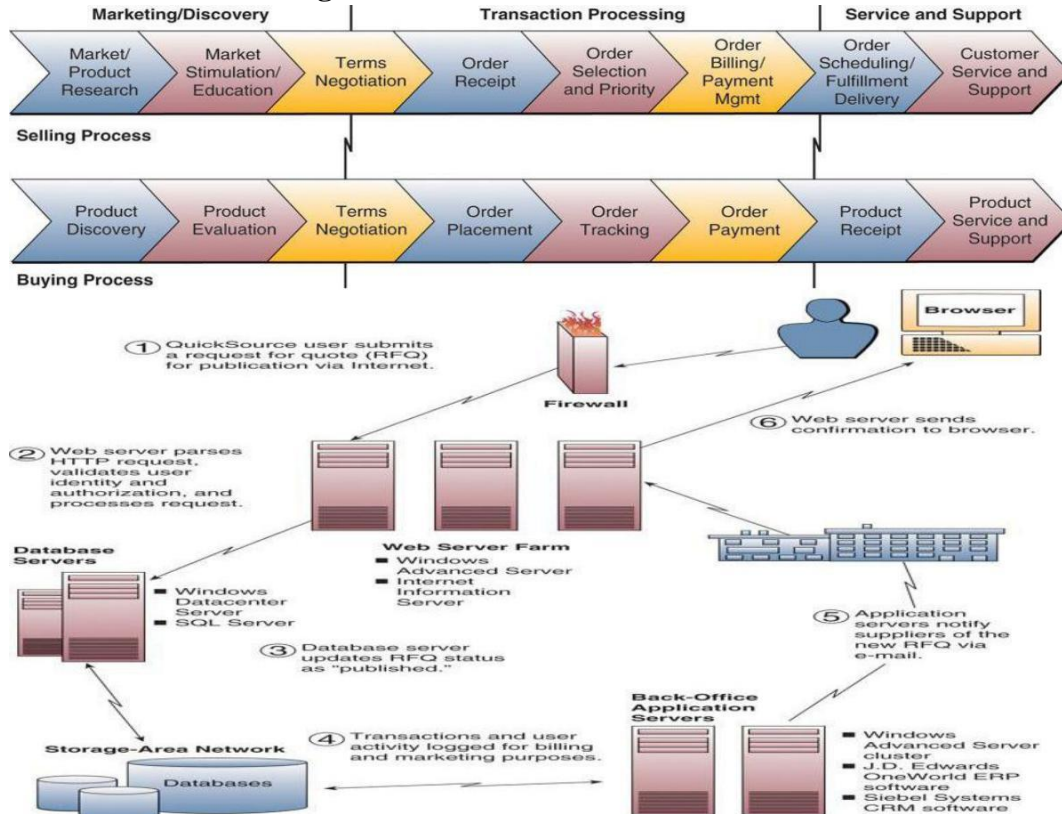 Marketing/Discovery
Transaction Processing
Service and Support
Market/
Product
Research
Market
Stimulation/
Education
Terms
Negotiation
Order
Receipt
Order
Selection
and Priority
Order
Billing/
Payment
Mgmt
Order
Scheduling/
Fulfillment
Delivery
Customer
Service and
Support
Selling Process
Product
Discovery
Product
Evaluation
Terms
Negotiation
Order
Placement
Order
Tracking
Order
Payment
Product
Receipt
Product
Service and
Support
Buying Process
Browser
1 QuickSource user submits
a request for quote (RFQ)
for publication via Internet.
Firewall
6 Web server sends
confirmation to browser.
2 Web server parses
HTTP request,
validates user
identity and
authorization, and
processes request.
Database
Servers
Windows
Datacenter
Server
SQL Server
Web Server Farm
Windows
Advanced Server
Internet
Information
Server
3 Database server
updates RFQ status
as "published."
5 Application
servers notify
suppliers of the
new RFQ via
e-mail.
Back-Office
Application
Servers
Windows
Advanced Server
cluster
J.D. Edwards
OneWorld ERP
software
Siebel Systems
CRM software
4 Transactions and user
activity logged for billing
and marketing purposes.
Storage-Area Network
Databases